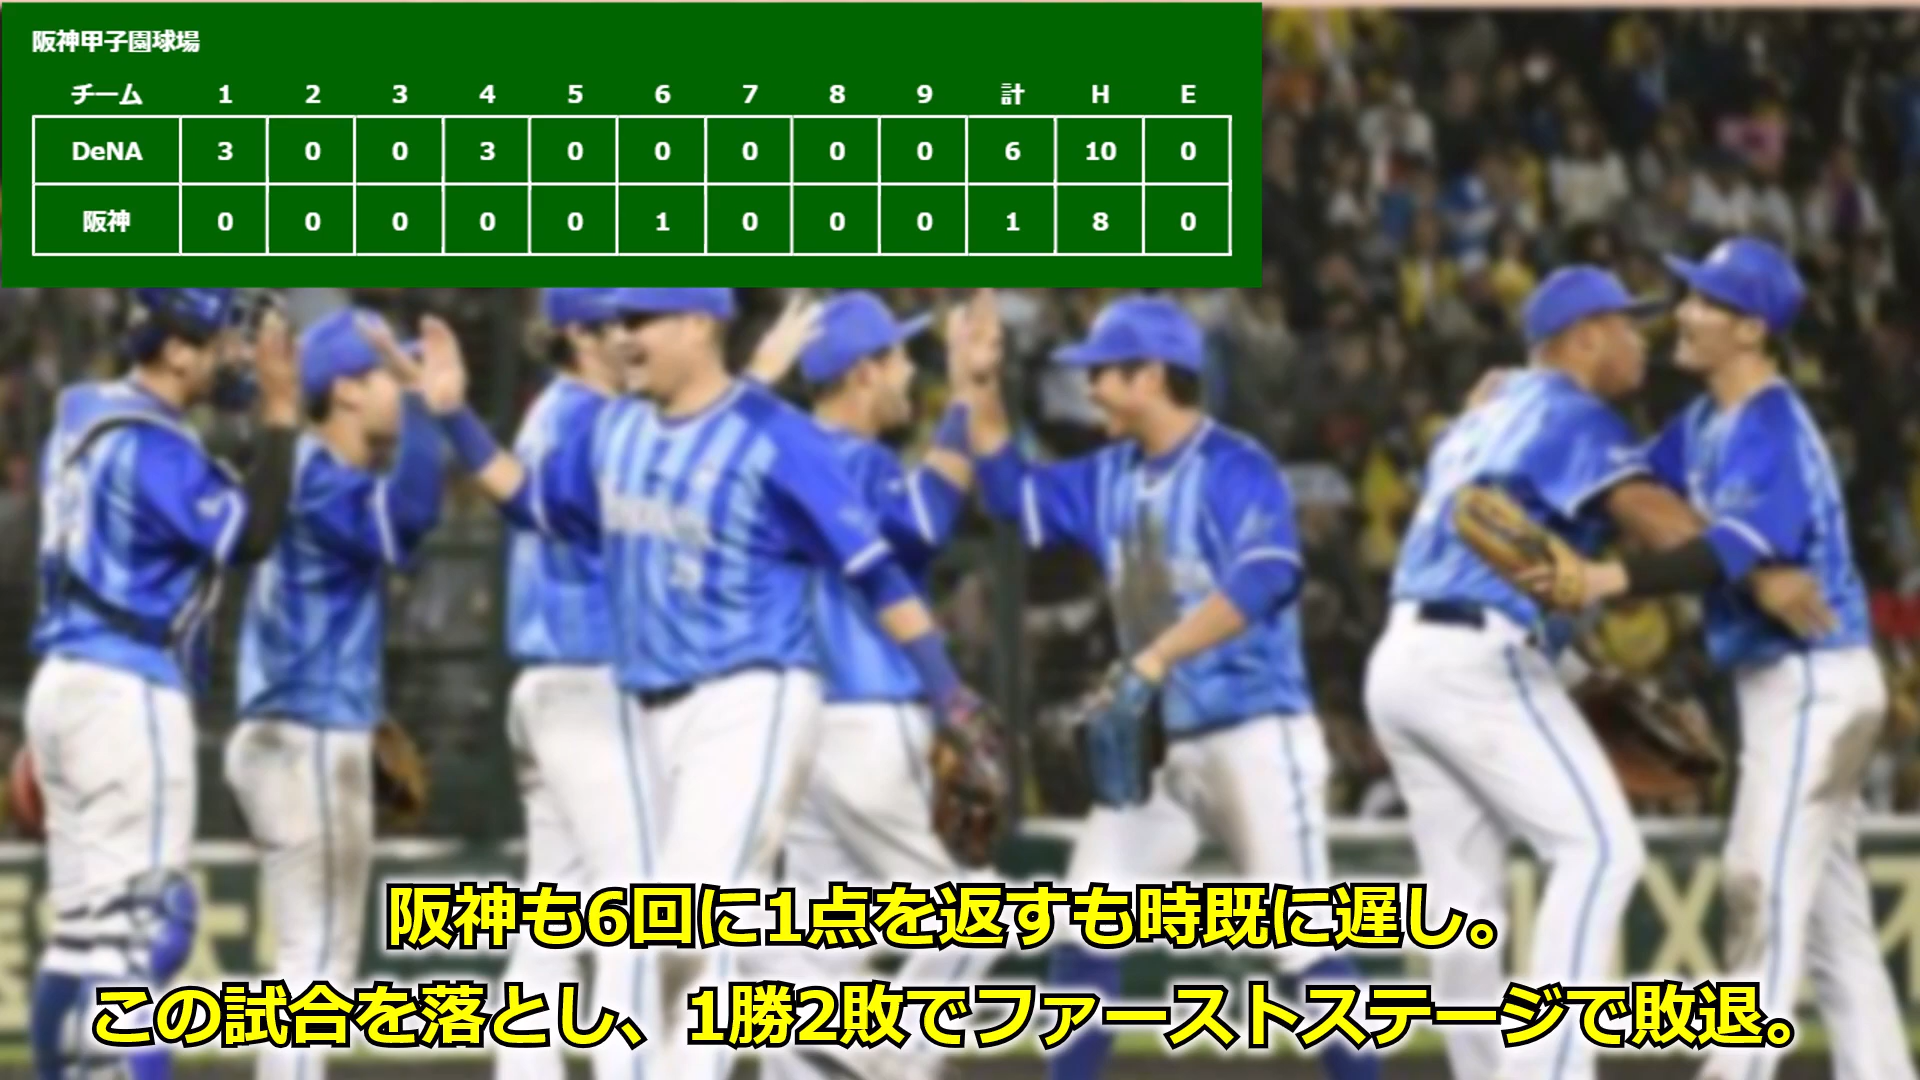 阪神甲子園球場
チーム 1 2 3 4 5 6 7 8 9 計 H E
DeNA 3 0 0 3 0 0 0 0 0 6 10 0
阪神 0 0 0 0 0 1 0 0 0 1 8 0
阪神も6回に1点を返すも時既に遅し。
この試合を落とし、1勝2敗でファーストステージで敗退。